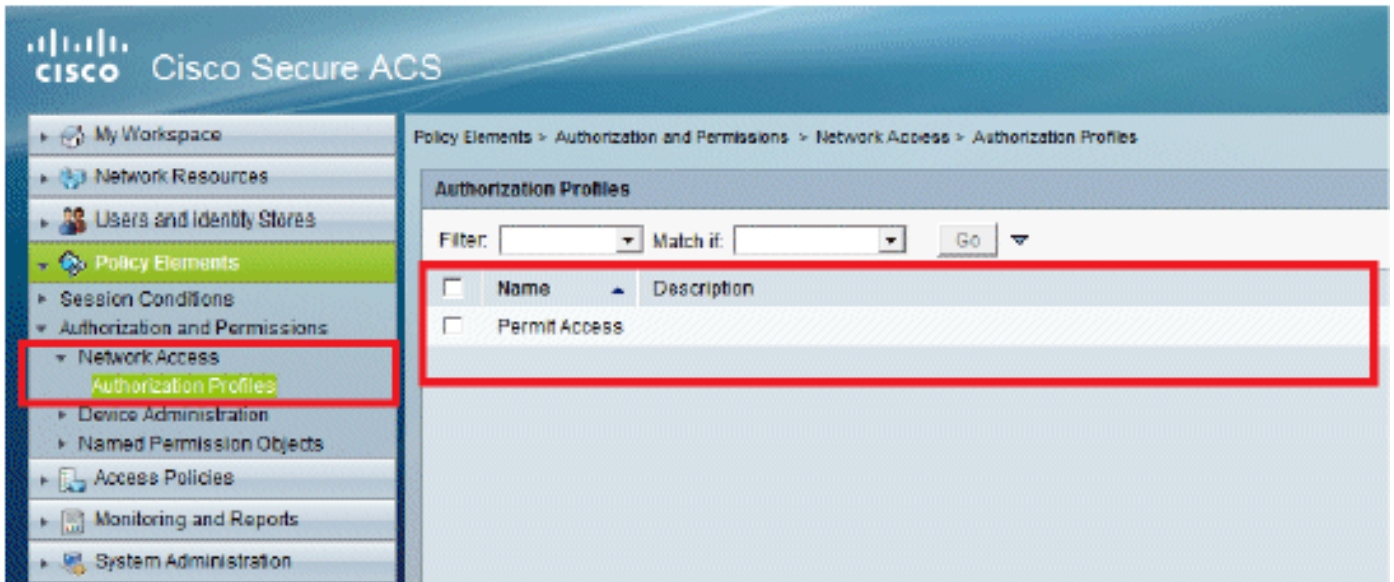 CISCO Cisco Secure ACS
My Workspace
Network Resources
Users and Identity Stores
Policy Elements
Session Conditions
Authorization and Permissions
Network Access
Authorization Profiles
Device Administration
Named Permission Objects
Access Policies
Monitoring and Reports
System Administration
Policy Elements > Authorization and Permissions > Network Access > Authorization Profiles
Authorization Profiles
Filter: Match if: Go
Name Description
Permit Access